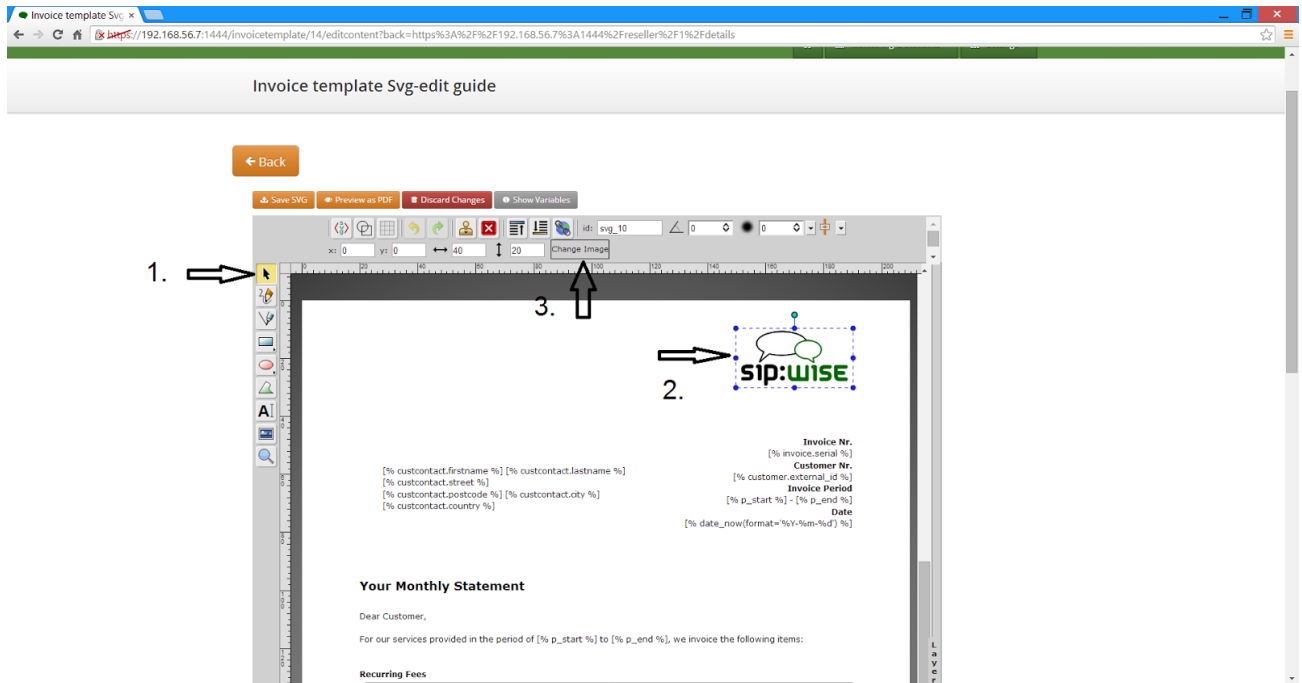 Invoice template Svg
https://192.168.56.7:1444/invoicetemplate/14/editcontent?back=https%3A%2F%2F192.168.56.7%3A1444%2Freseller%2F1%2Fdetails
Invoice template Svg-edit guide
Back
Save SVG Preview as PDF Discard Changes Show Variables
id: svg_10 0 0
x: 0 y: 0 40 20 Change Image
1.
3.
2.
sip:wise
Invoice Nr.
[% invoice.serial %]
Customer Nr.
[% customer.external_id %]
Invoice Period
[% p_start %] - [% p_end %]
Date
[% date_now(format='%Y-%m-%d') %]
[% custcontact.firstname %] [% custcontact.lastname %]
[% custcontact.street %]
[% custcontact.postcode %] [% custcontact.city %]
[% custcontact.country %]
Your Monthly Statement
Dear Customer,
For our services provided in the period of [% p_start %] to [% p_end %], we invoice the following items:
Recurring Fees
A
Layer